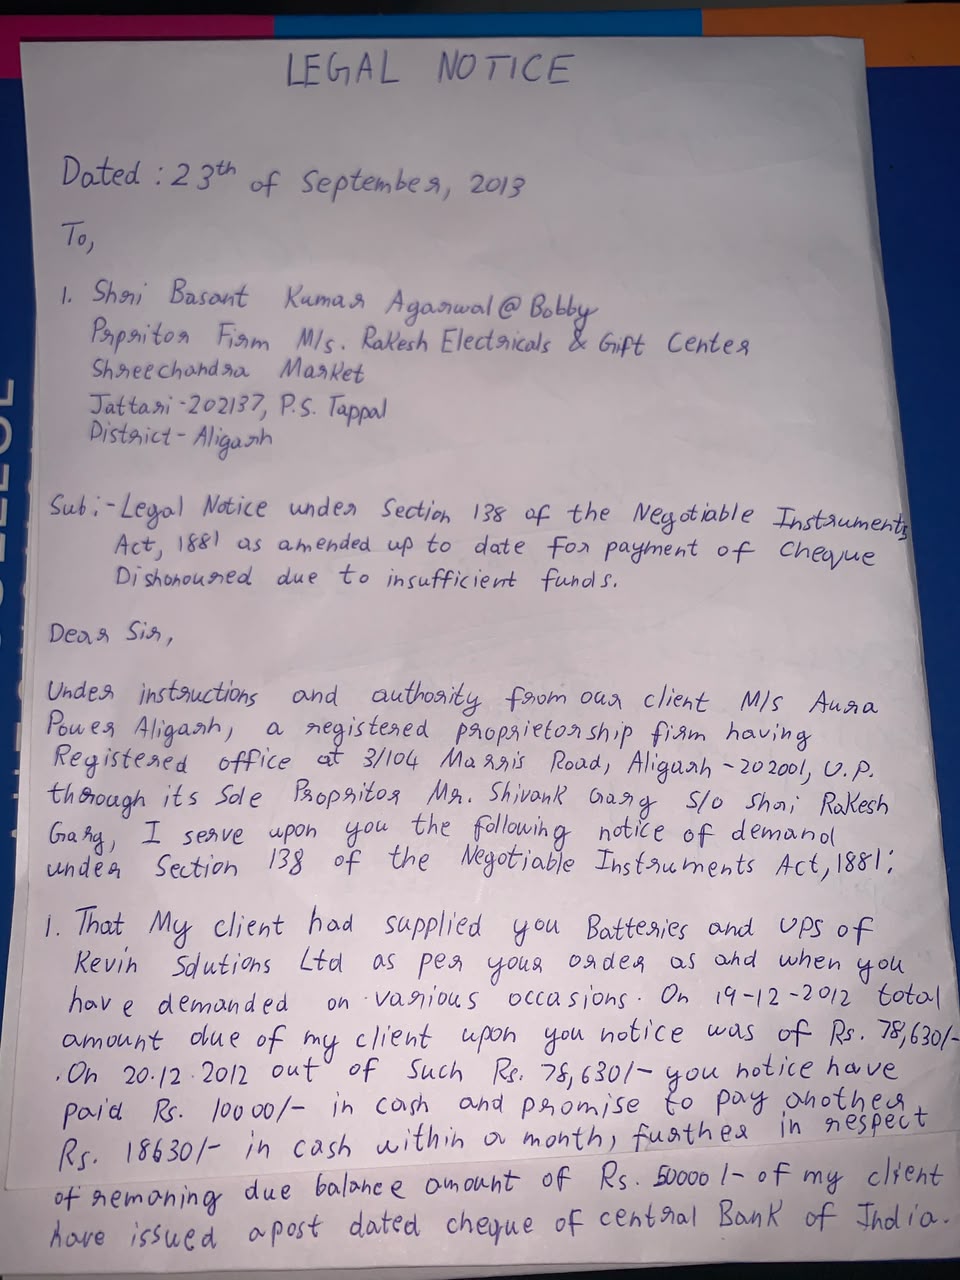 LEGAL NOTICE
Dated : 23th of September, 2013
To,
1. Shri Basant Kumar Agarwal @ Bobby
Prpritor Firm M/s. Rakesh Electricals & Gift Center
Shreechandra Market
Jattari-202137, P.S. Tappal
District-Aligarh
Sub:-Legal Notice under Section 138 of the Negotiable Instruments
Act, 1881 as amended up to date for payment of Cheque
Dishonoured due to insufficient funds.
Dear Sir,
Under instructions and authority from our client M/s Aura
Power Aligarh, a registered proprietorship firm having
Registered office at 3/104 Marris Road, Aligarh-202001, U.P.
through its Sole Propritor Mr. Shivank Garg S/o Shri Rakesh
Garg, I serve upon you the following notice of demand
under Section 138 of the Negotiable Instruments Act, 1881:
1. That My client had supplied you Batteries and UPS of
Kevin Solutions Ltd as per your order as and when you
have demanded on various occasions. On 19-12-2012 total
amount due of my client upon you notice was of Rs. 78,630/-
.On 20.12.2012 out of Such Rs. 78,630/- you notice have
paid Rs. 10000/- in cash and promise to pay another
Rs. 18630/- in cash within a month, further in respect
of remaning due balance amount of Rs. 50000/- of my client
have issued a post dated cheque of central Bank of India.